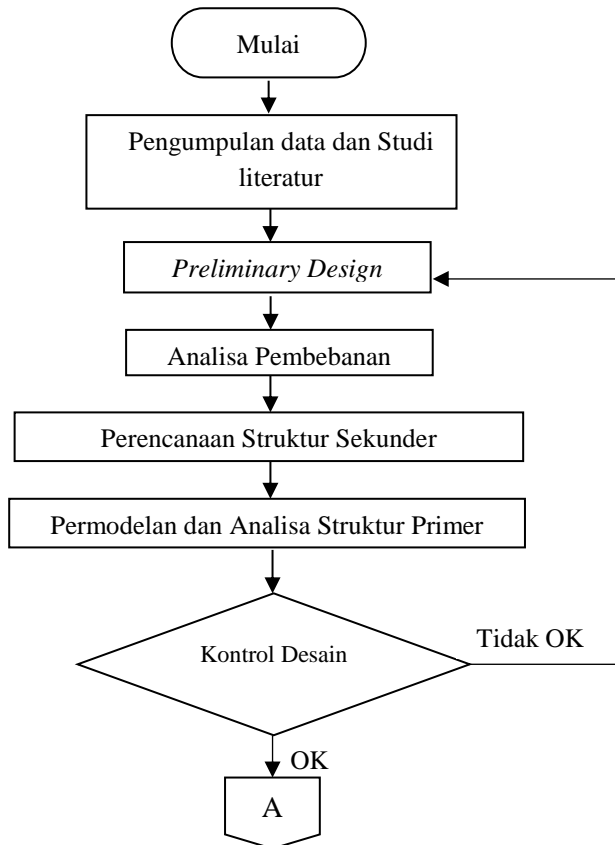 Mulai
Pengumpulan data dan Studi
literatur
Preliminary Design
Analisa Pembebanan
Perencanaan Struktur Sekunder
Permodelan dan Analisa Struktur Primer
Kontrol Desain
Tidak OK
OK
A